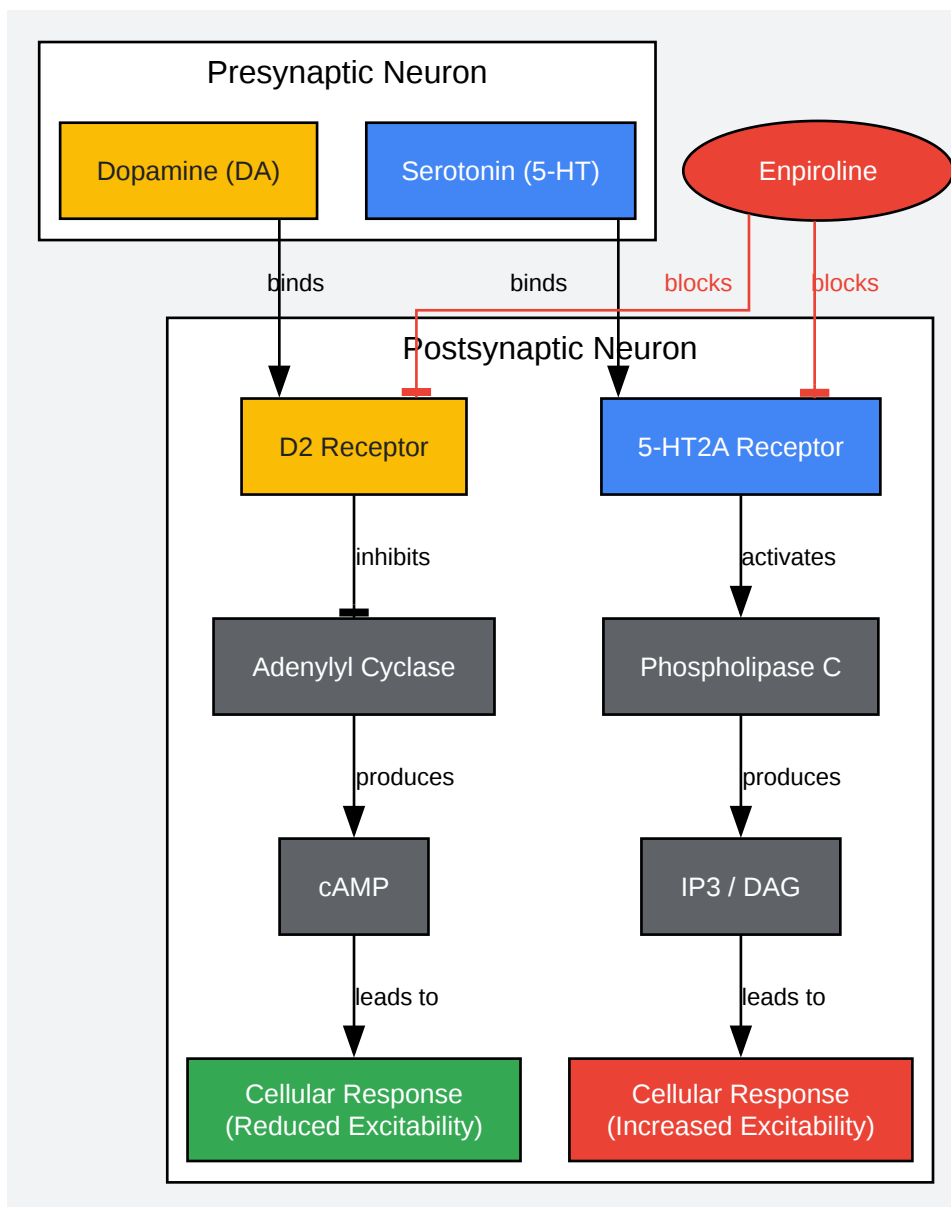 Presynaptic Neuron
Dopamine (DA)
Serotonin (5-HT)
Enpiroline
binds
binds
blocks
blocks
Postsynaptic Neuron
D2 Receptor
5-HT2A Receptor
inhibits
activates
Adenylyl Cyclase
Phospholipase C
produces
produces
cAMP
IP3 / DAG
leads to
leads to
Cellular Response
(Reduced Excitability)
Cellular Response
(Increased Excitability)